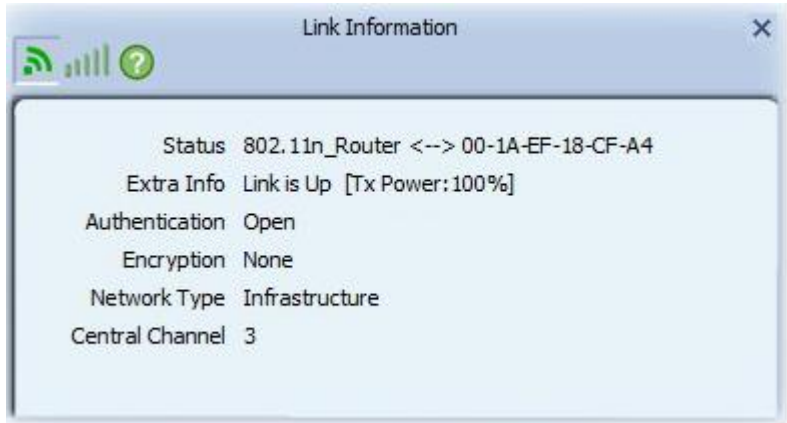 Link Information
Status 802.11n_Router <--> 00-1A-EF-18-CF-A4
Extra Info Link is Up [Tx Power:100%]
Authentication Open
Encryption None
Network Type Infrastructure
Central Channel 3